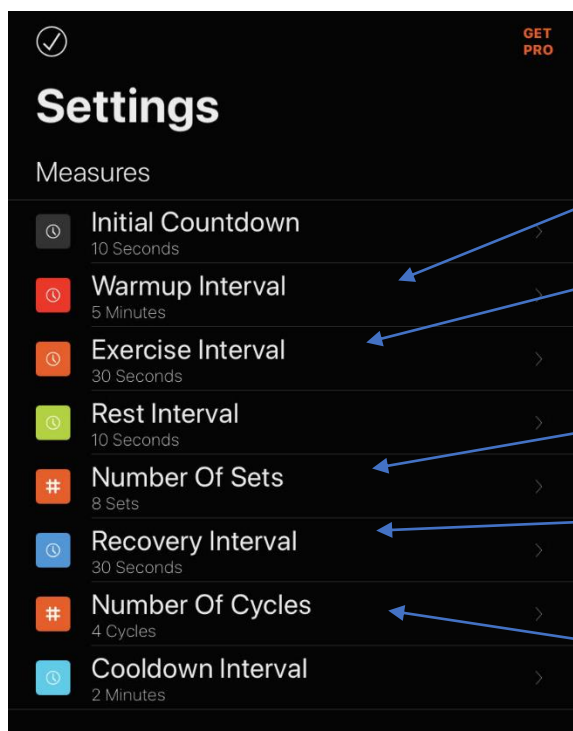 GET
PRO
Settings
Measures
Initial Countdown
10 Seconds
Warmup Interval
5 Minutes
Exercise Interval
30 Seconds
Rest Interval
10 Seconds
#
Number Of Sets
8 Sets
Recovery Interval
30 Seconds
#
Number Of Cycles
4 Cycles
Cooldown Interval
2 Minutes